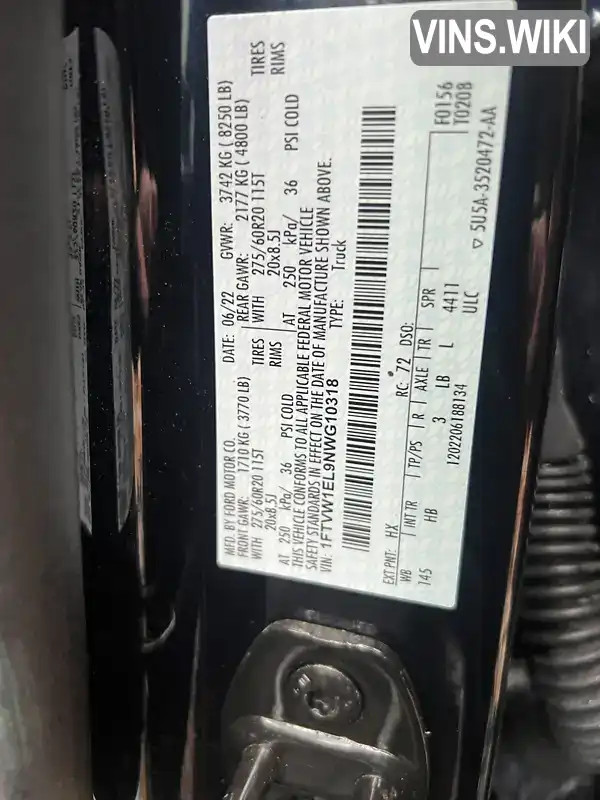 VINS.WIKI
MFD. BY FORD MOTOR CO.
DATE: 06/22 GVWR: 3742 KG ( 8250 LB)
FRONT GAWR: 1710 KG ( 3770 LB) REAR GAWR: 2177 KG ( 4800 LB)
WITH 275/60R20 115T TIRES WITH 275/60R20 115T TIRES
20x8.5J RIMS 20x8.5J RIMS
AT 250 kPa/ 36 PSI COLD AT 250 kPa/ 36 PSI COLD
THIS VEHICLE CONFORMS TO ALL APPLICABLE FEDERAL MOTOR VEHICLE
SAFETY STANDARDS IN EFFECT ON THE DATE OF MANUFACTURE SHOWN ABOVE.
VIN: 1FTVW1EL9NWG10318 TYPE: Truck
F0156
T0208
EXT PNT: HX RC: 72 DSO:
WB INT TR TP/PS R AXLE TR SPR
145 HB 3 LB L 4411
1202206188134 ULC
▽ 5U5A-3520472-AA